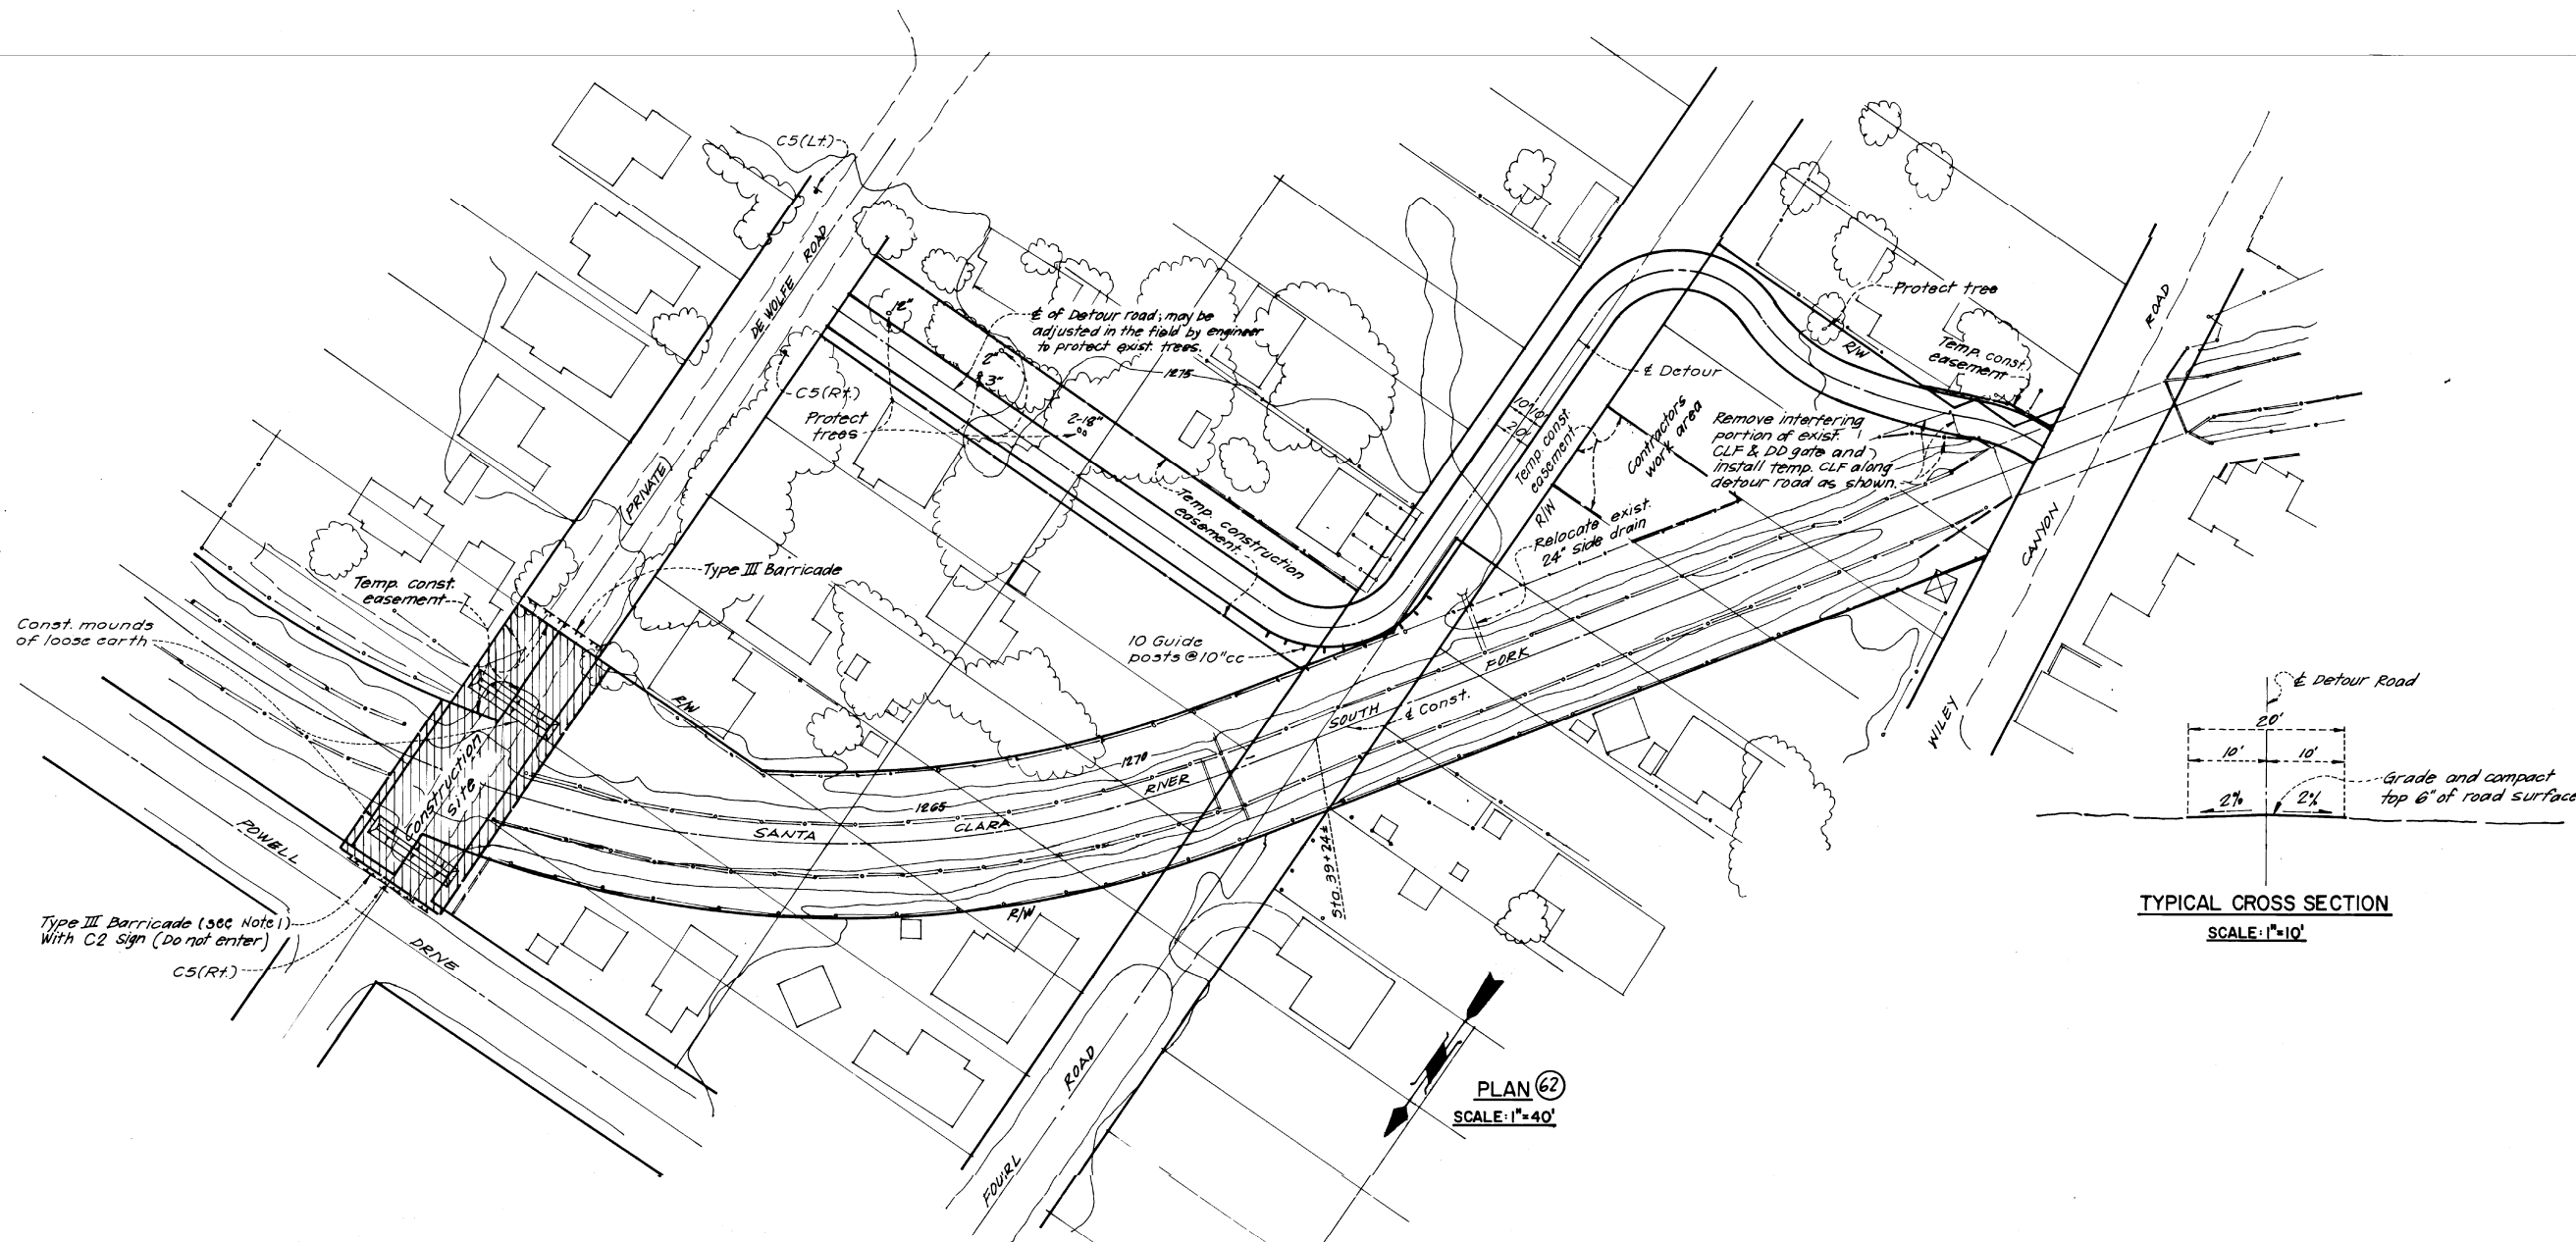 C5(Lt.)
DE WOLFE ROAD
(PRIVATE)
12"
℄ of Detour road; may be
adjusted in the field by engineer
to protect exist. trees.
2"
3"
1275
C5(Rt.)
Protect
trees
2-18"
Temp. construction
easement.
Type III Barricade
Temp. const.
easement
Const. mounds
of loose earth
Construction
Site
POWELL
DRIVE
Type III Barricade (see Note 1)
With C2 Sign (Do not enter)
C5(Rt.)
R/W
10 Guide
posts @ 10"cc
1270
1265
SANTA
CLARA
RIVER
SOUTH
FORK
℄ Const.
R/W
Sta. 39+24±
FOURL
ROAD
10'
10'
20'
Temp. const.
easement
R/W
℄ Detour
Contractors
work area
Relocate exist.
24" side drain
Remove interfering
portion of exist.
CLF & DD gate and
install temp. CLF along
detour road as shown.
Protect tree
R/W
Temp. const.
easement
WILEY
CANYON
ROAD
℄ Detour Road
20'
10'
10'
2%
2%
Grade and compact
top 6" of road surface
TYPICAL CROSS SECTION
SCALE: 1"=10'
PLAN 62
SCALE: 1"=40'